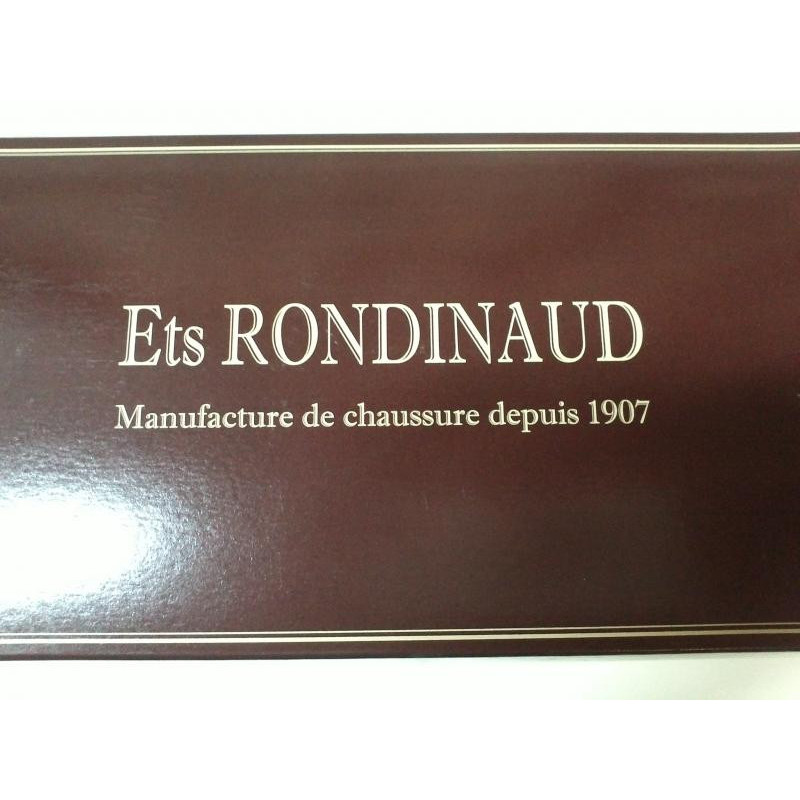 Ets RONDINAUD
Manufacture de chaussure depuis 1907